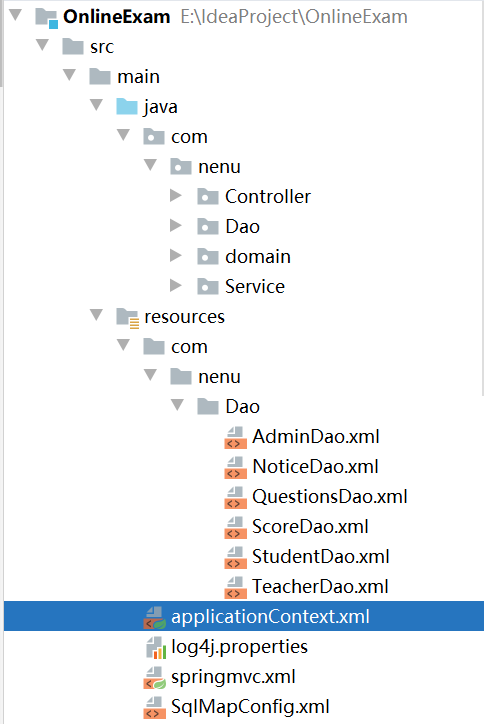 OnlineExam E:\IdeaProject\OnlineExam
src
main
java
com
nenu
Controller
Dao
domain
Service
resources
com
nenu
Dao
AdminDao.xml
NoticeDao.xml
QuestionsDao.xml
ScoreDao.xml
StudentDao.xml
TeacherDao.xml
applicationContext.xml
log4j.properties
springmvc.xml
SqlMapConfig.xml